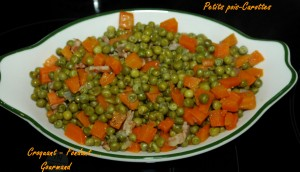 Petits pois-Carottes
Croquant - Fondant
Gourmand